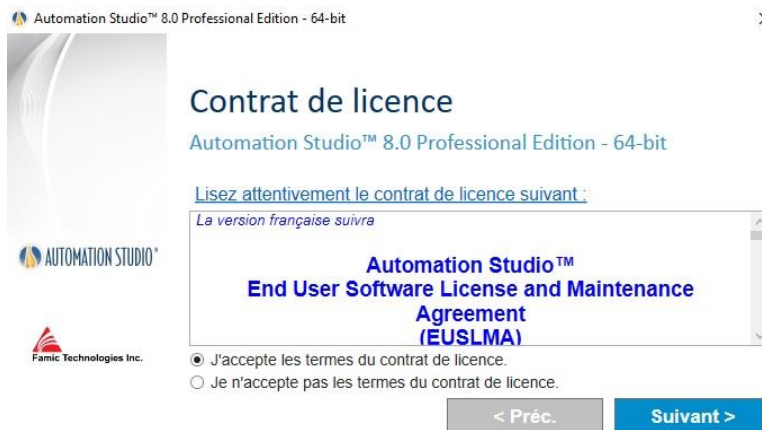 Automation Studio™ 8.0 Professional Edition - 64-bit
Contrat de licence
Automation Studio™ 8.0 Professional Edition - 64-bit
Lisez attentivement le contrat de licence suivant :
La version française suivra
Automation Studio™
End User Software License and Maintenance
Agreement
(EUSLMA)
AUTOMATION STUDIO®
Famic Technologies Inc.
J'accepte les termes du contrat de licence.
Je n'accepte pas les termes du contrat de licence.
< Préc.
Suivant >